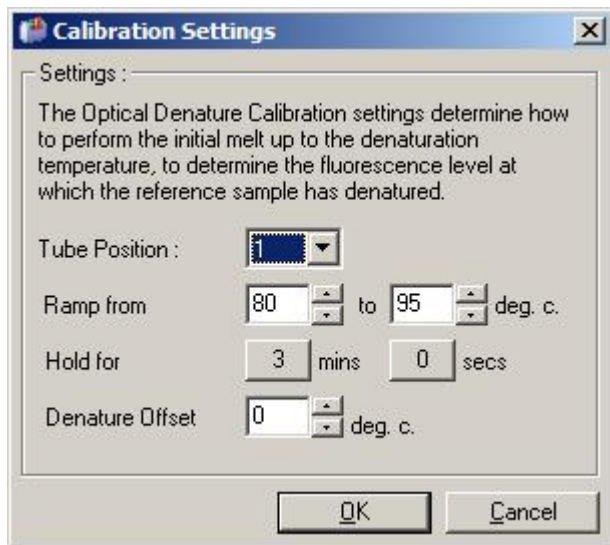 Calibration Settings
Settings :
The Optical Denature Calibration settings determine how
to perform the initial melt up to the denaturation
temperature, to determine the fluorescence level at
which the reference sample has denatured.
Tube Position : 1
Ramp from 80 to 95 deg. c.
Hold for 3 mins 0 secs
Denature Offset 0 deg. c.
OK Cancel